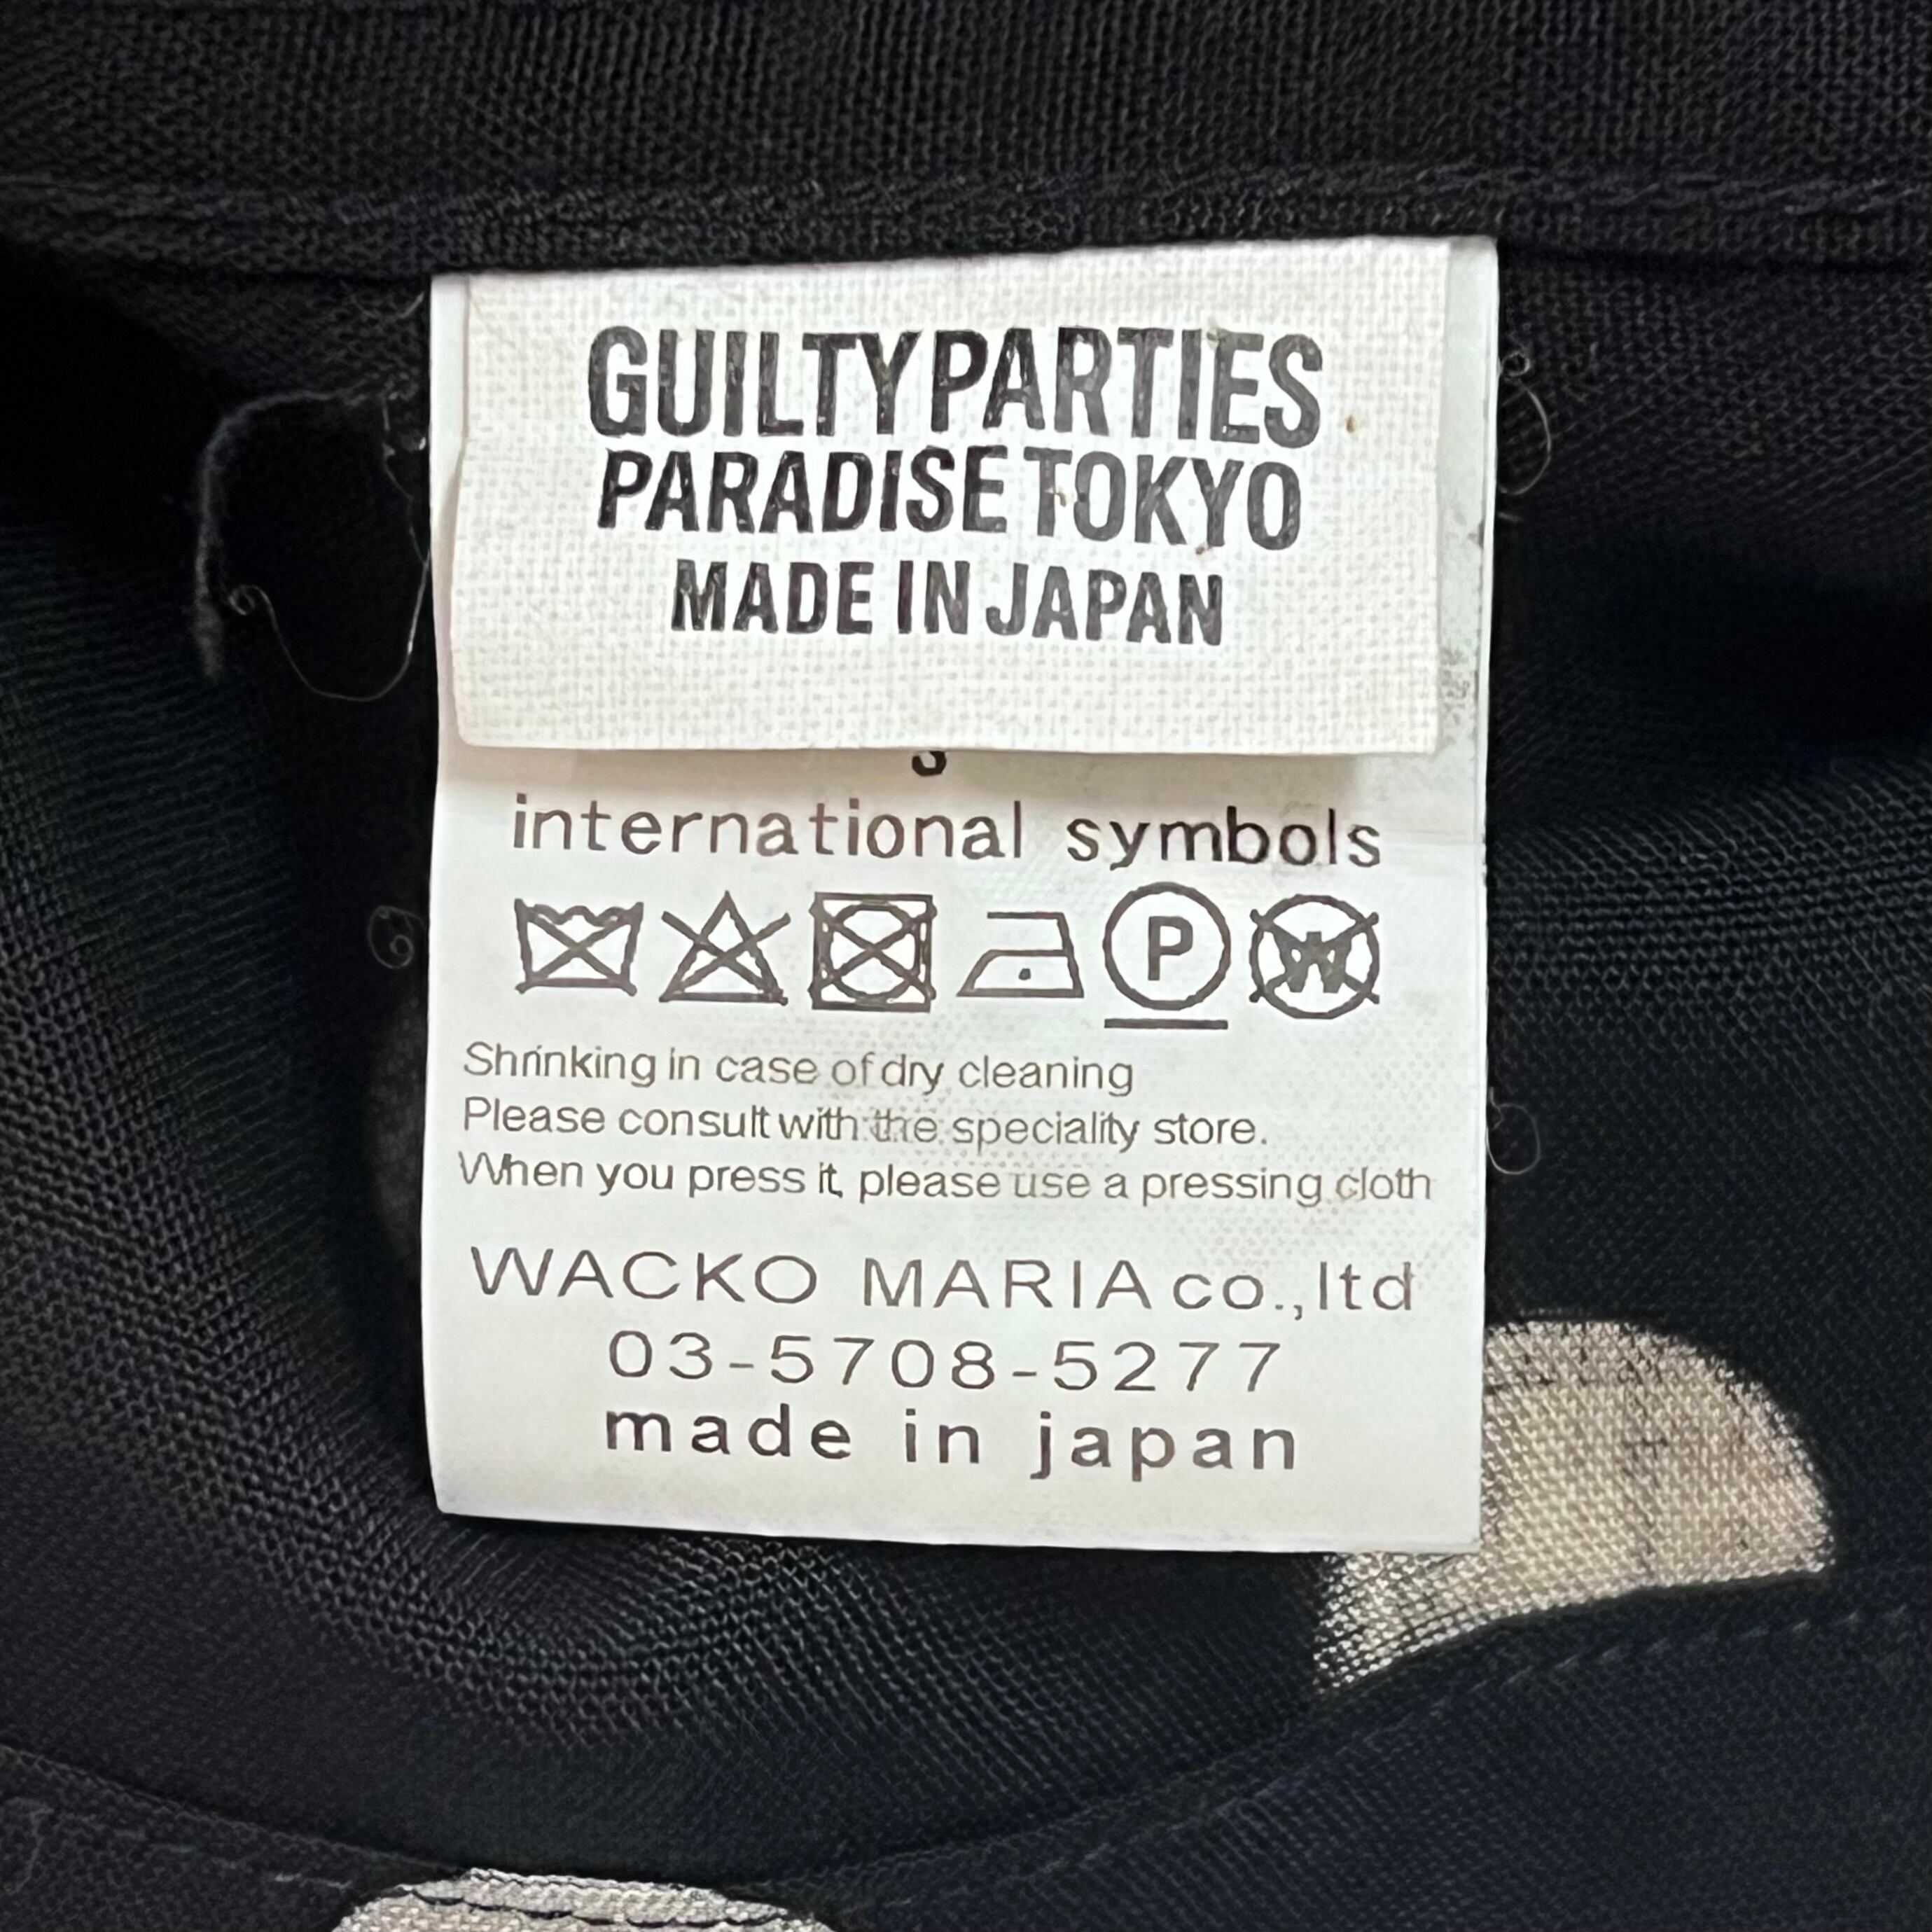 GUILTY PARTIES
PARADISE TOKYO
MADE IN JAPAN
international symbols
P W
Shrinking in case of dry cleaning
Please consult with the speciality store.
When you press it, please use a pressing cloth
WACKO MARIA co.,ltd
03-5708-5277
made in japan